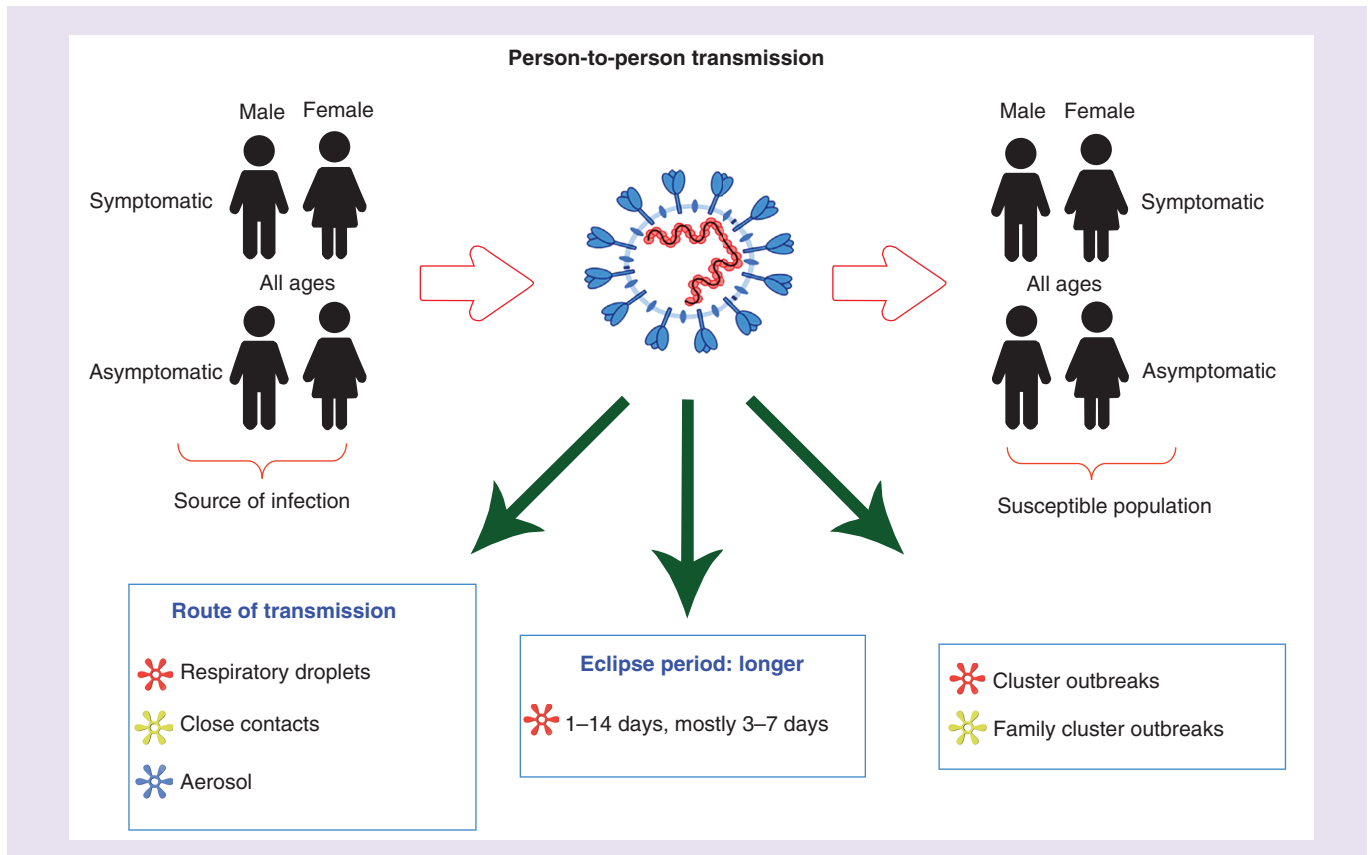 Person-to-person transmission
Male
Female
Symptomatic
All ages
Asymptomatic
Source of infection
Male
Female
Symptomatic
All ages
Asymptomatic
Susceptible population
Route of transmission
Respiratory droplets
Close contacts
Aerosol
Eclipse period: longer
1–14 days, mostly 3–7 days
Cluster outbreaks
Family cluster outbreaks